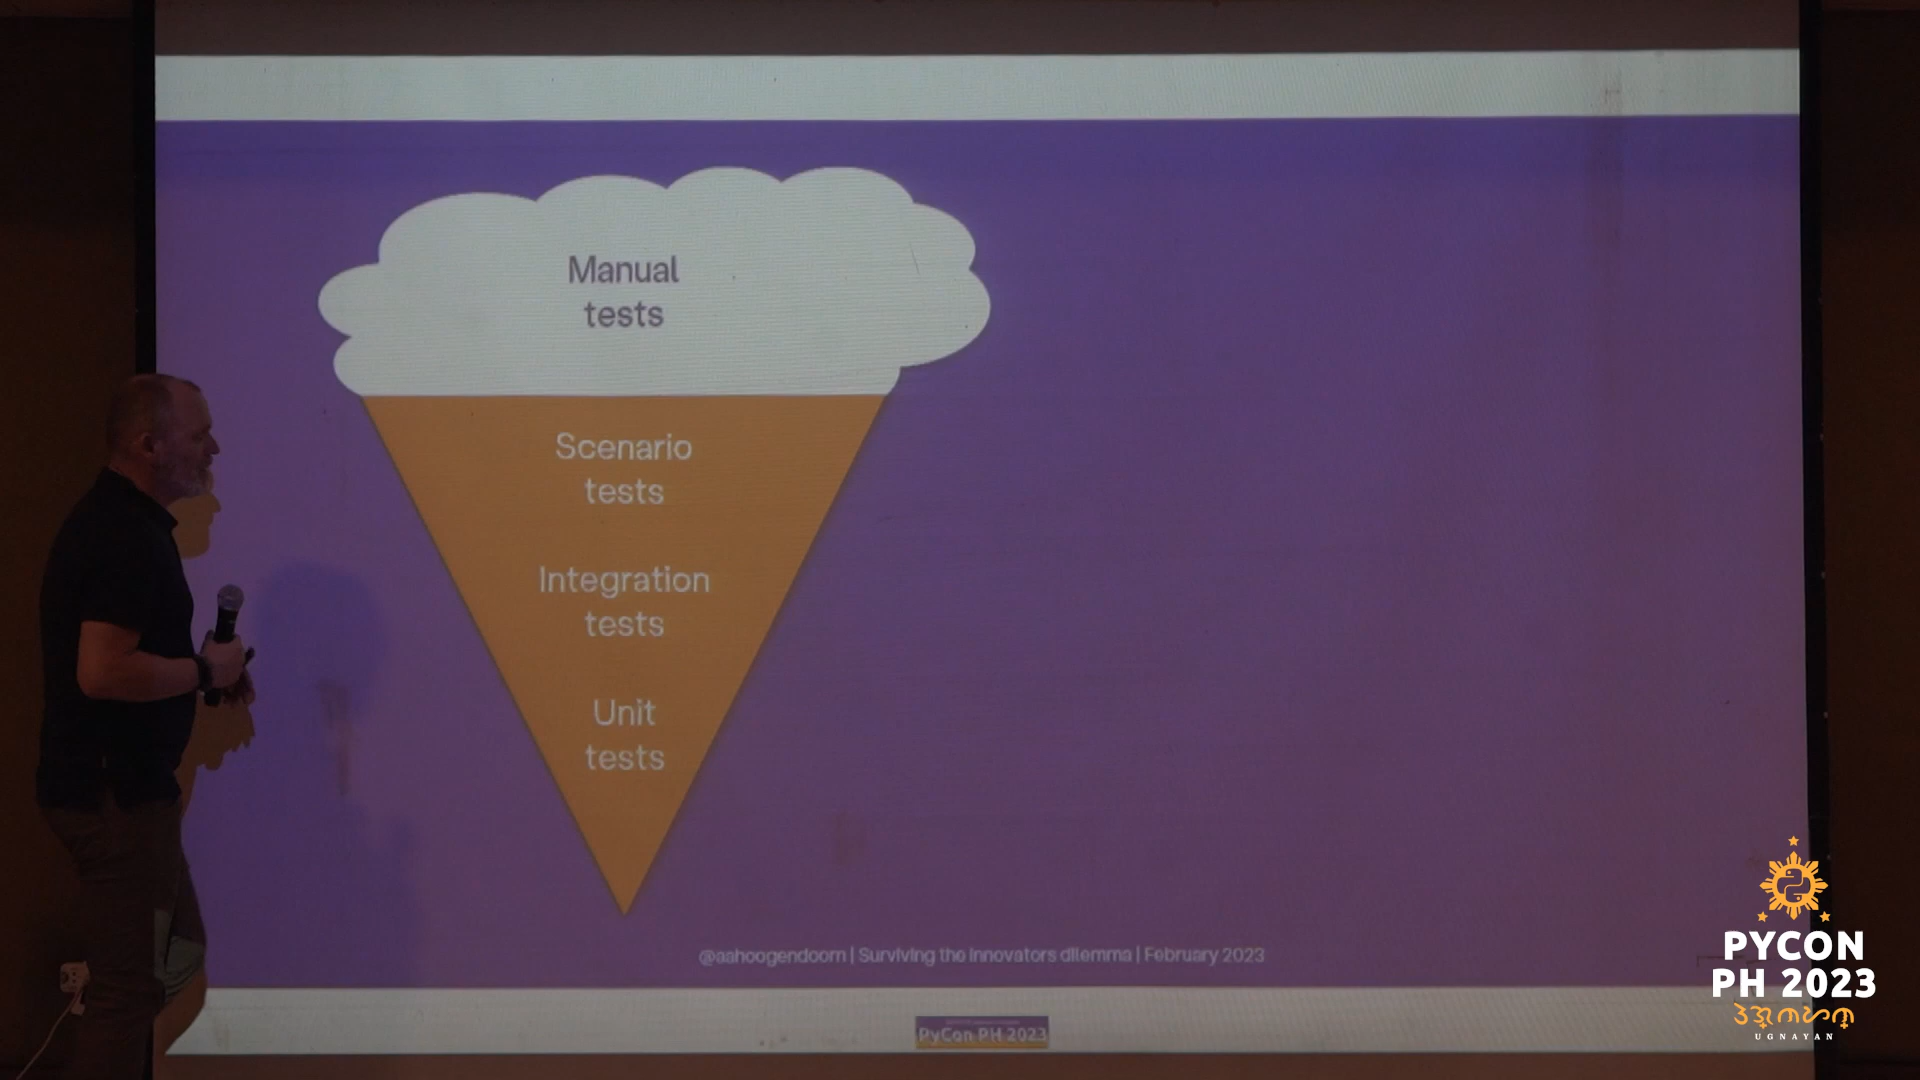 Manual
tests
Scenario
tests
Integration
tests
Unit
tests
@aahoogendoorn | Surviving the innovators dilemma | February 2023
PyCon PH 2023
PYCON
PH 2023
UGNAYAN